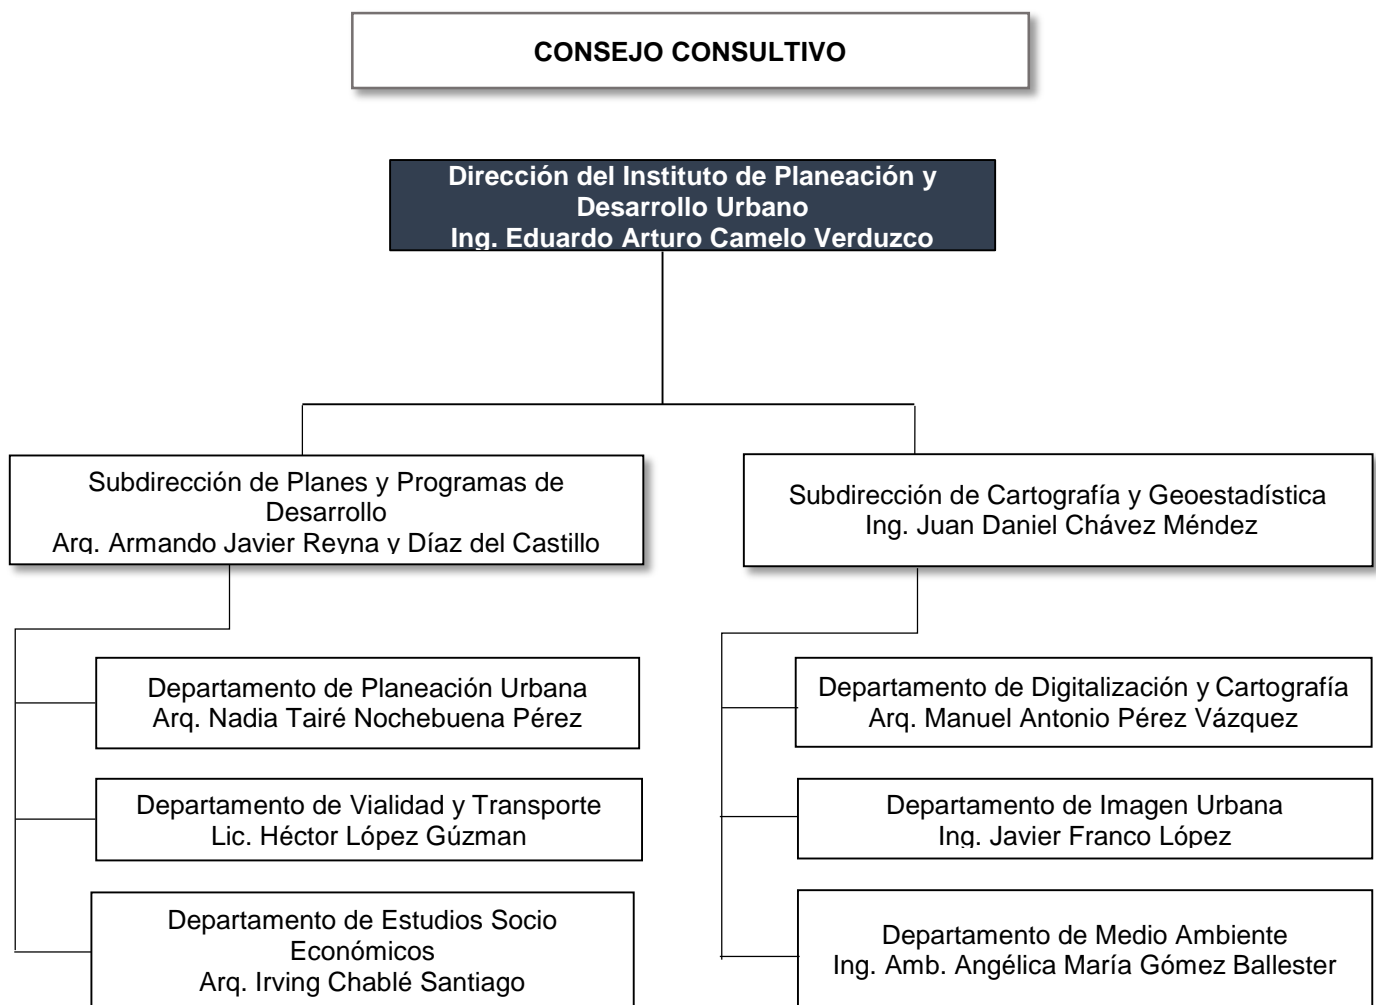 CONSEJO CONSULTIVO
Dirección del Instituto de Planeación y
Desarrollo Urbano
Ing. Eduardo Arturo Camelo Verduzco
Subdirección de Planes y Programas de
Desarrollo
Arq. Armando Javier Reyna y Díaz del Castillo
Subdirección de Cartografía y Geoestadística
Ing. Juan Daniel Chávez Méndez
Departamento de Planeación Urbana
Arq. Nadia Tairé Nochebuena Pérez
Departamento de Digitalización y Cartografía
Arq. Manuel Antonio Pérez Vázquez
Departamento de Vialidad y Transporte
Lic. Héctor López Gúzman
Departamento de Imagen Urbana
Ing. Javier Franco López
Departamento de Estudios Socio
Económicos
Arq. Irving Chablé Santiago
Departamento de Medio Ambiente
Ing. Amb. Angélica María Gómez Ballester